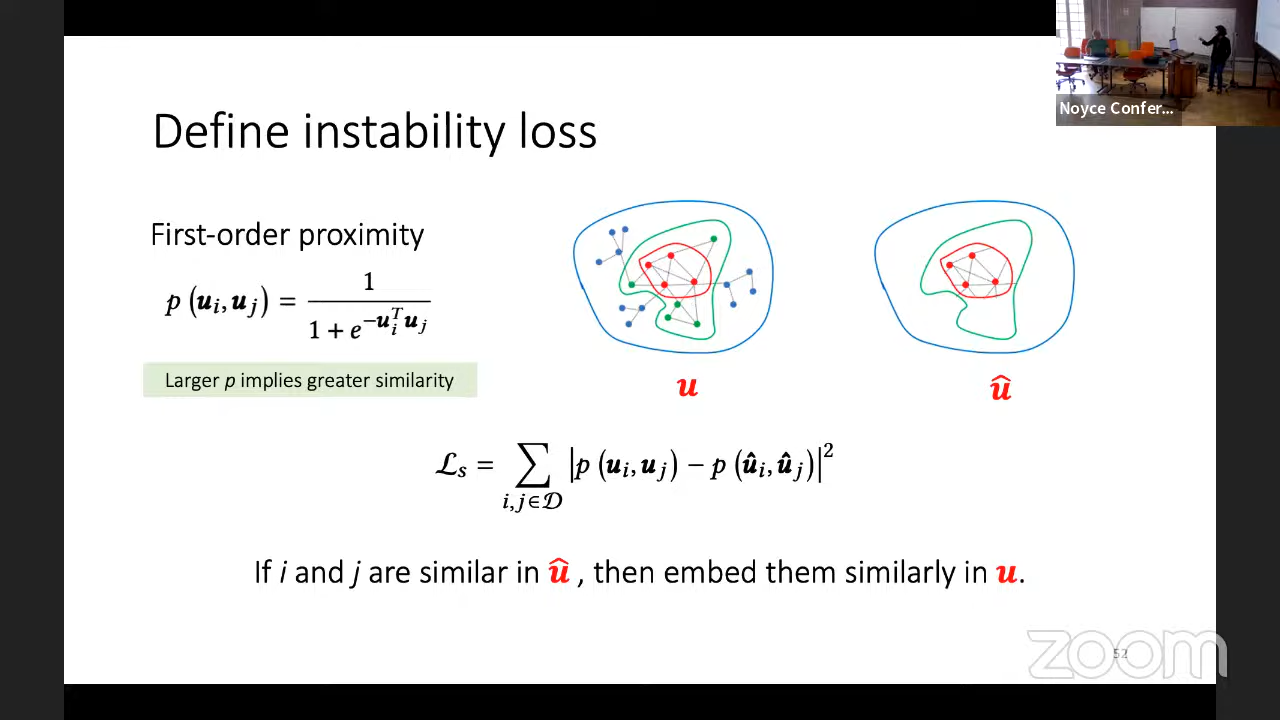 Noyce Confer...
Define instability loss
First-order proximity
p (u_i, u_j) = 1 / (1 + e^{-u_i^T u_j})
Larger p implies greater similarity
u
û
ℒ_s = ∑_{i,j∈𝒟} |p (u_i, u_j) − p (û_i, û_j)|^2
If i and j are similar in û , then embed them similarly in u.
zoom
52